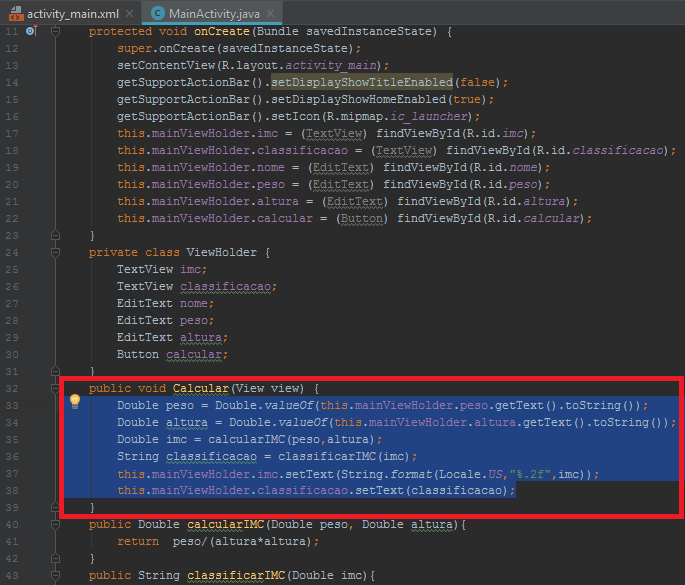 activity_main.xml × MainActivity.java ×
11 protected void onCreate(Bundle savedInstanceState) {
12 super.onCreate(savedInstanceState);
13 setContentView(R.layout.activity_main);
14 getSupportActionBar().setDisplayShowTitleEnabled(false);
15 getSupportActionBar().setDisplayShowHomeEnabled(true);
16 getSupportActionBar().setIcon(R.mipmap.ic_launcher);
17 this.mainViewHolder.imc = (TextView) findViewById(R.id.imc);
18 this.mainViewHolder.classificacao = (TextView) findViewById(R.id.classificacao);
19 this.mainViewHolder.nome = (EditText) findViewById(R.id.nome);
20 this.mainViewHolder.peso = (EditText) findViewById(R.id.peso);
21 this.mainViewHolder.altura = (EditText) findViewById(R.id.altura);
22 this.mainViewHolder.calcular = (Button) findViewById(R.id.calcular);
23 }
24 private class ViewHolder {
25 TextView imc;
26 TextView classificacao;
27 EditText nome;
28 EditText peso;
29 EditText altura;
30 Button calcular;
31 }
32 public void Calcular(View view) {
33 Double peso = Double.valueOf(this.mainViewHolder.peso.getText().toString());
34 Double altura = Double.valueOf(this.mainViewHolder.altura.getText().toString());
35 Double imc = calcularIMC(peso,altura);
36 String classificacao = classificarIMC(imc);
37 this.mainViewHolder.imc.setText(String.format(Locale.US,"%.2f",imc));
38 this.mainViewHolder.classificacao.setText(classificacao);
39 }
40 public Double calcularIMC(Double peso, Double altura){
41 return peso/(altura*altura);
42 }
43 public String classificarIMC(Double imc){